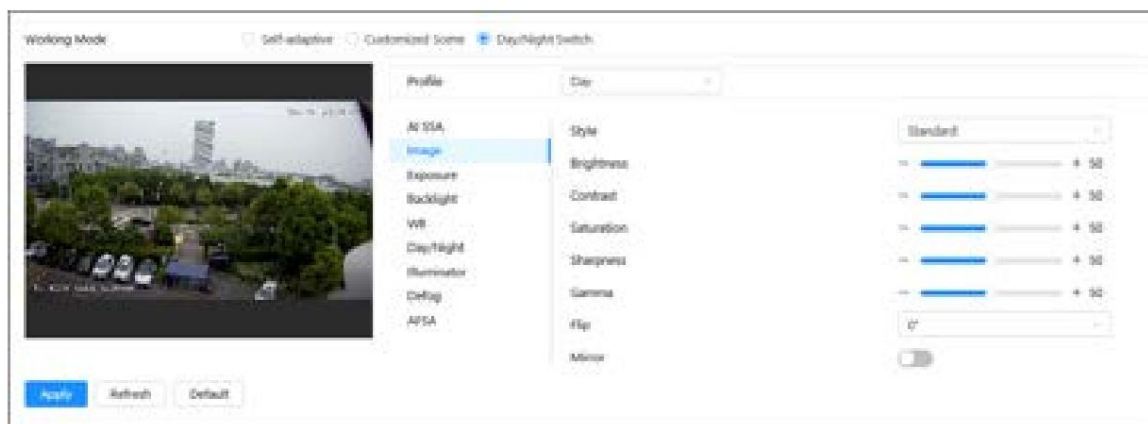 Working Mode Self-adaptive Customized Scene Day/Night Switch
Profile Day
AI SSA
Image
Exposure
Backlight
WB
Day/Night
Illuminator
Defog
AFSA
Style Standard
Brightness - + 50
Contrast - + 50
Saturation - + 50
Sharpness - + 50
Gamma - + 50
Flip 0°
Mirror
Apply Refresh Default